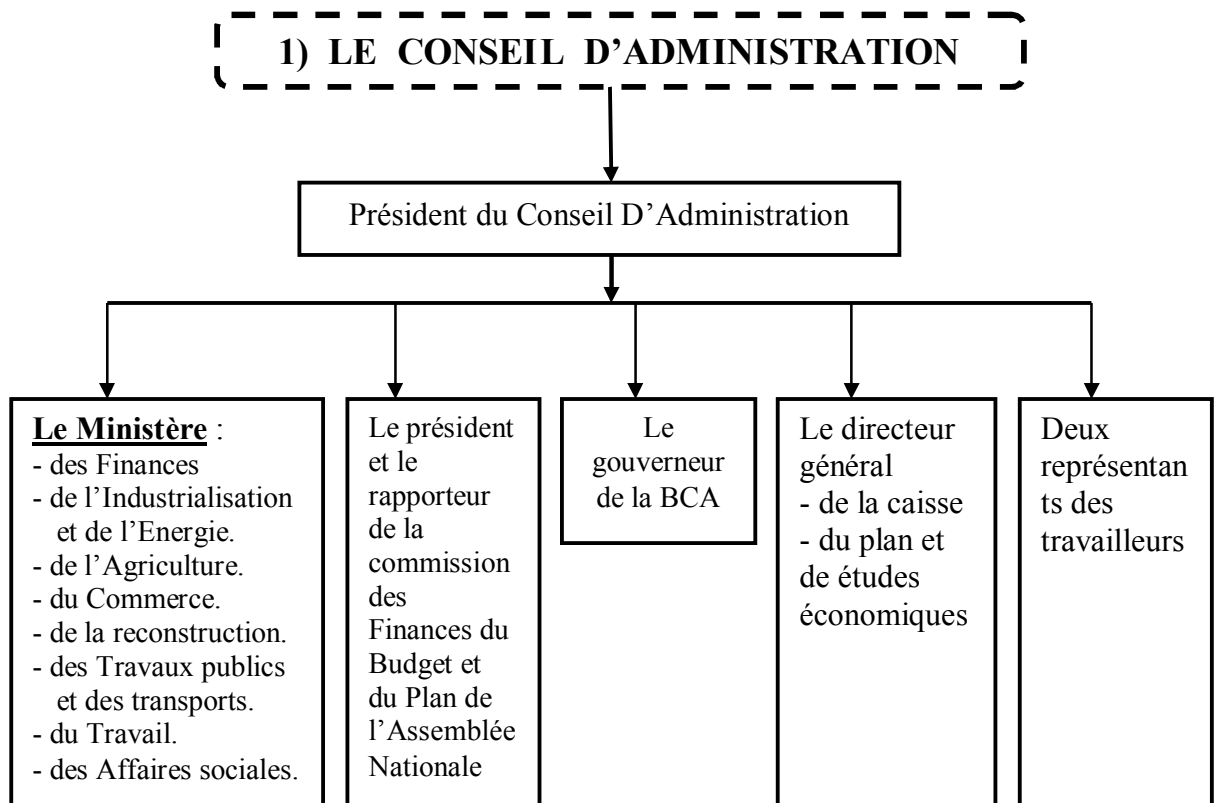 1) LE CONSEIL D’ADMINISTRATION
Président du Conseil D’Administration
Le Ministère :
- des Finances
- de l’Industrialisation
et de l’Energie.
- de l’Agriculture.
- du Commerce.
- de la reconstruction.
- des Travaux publics
et des transports.
- du Travail.
- des Affaires sociales.
Le président
et le
rapporteur
de la
commission
des
Finances du
Budget et
du Plan de
l’Assemblée
Nationale
Le
gouverneur
de la BCA
Le directeur
général
- de la caisse
- du plan et
de études
économiques
Deux
représentan
ts des
travailleurs